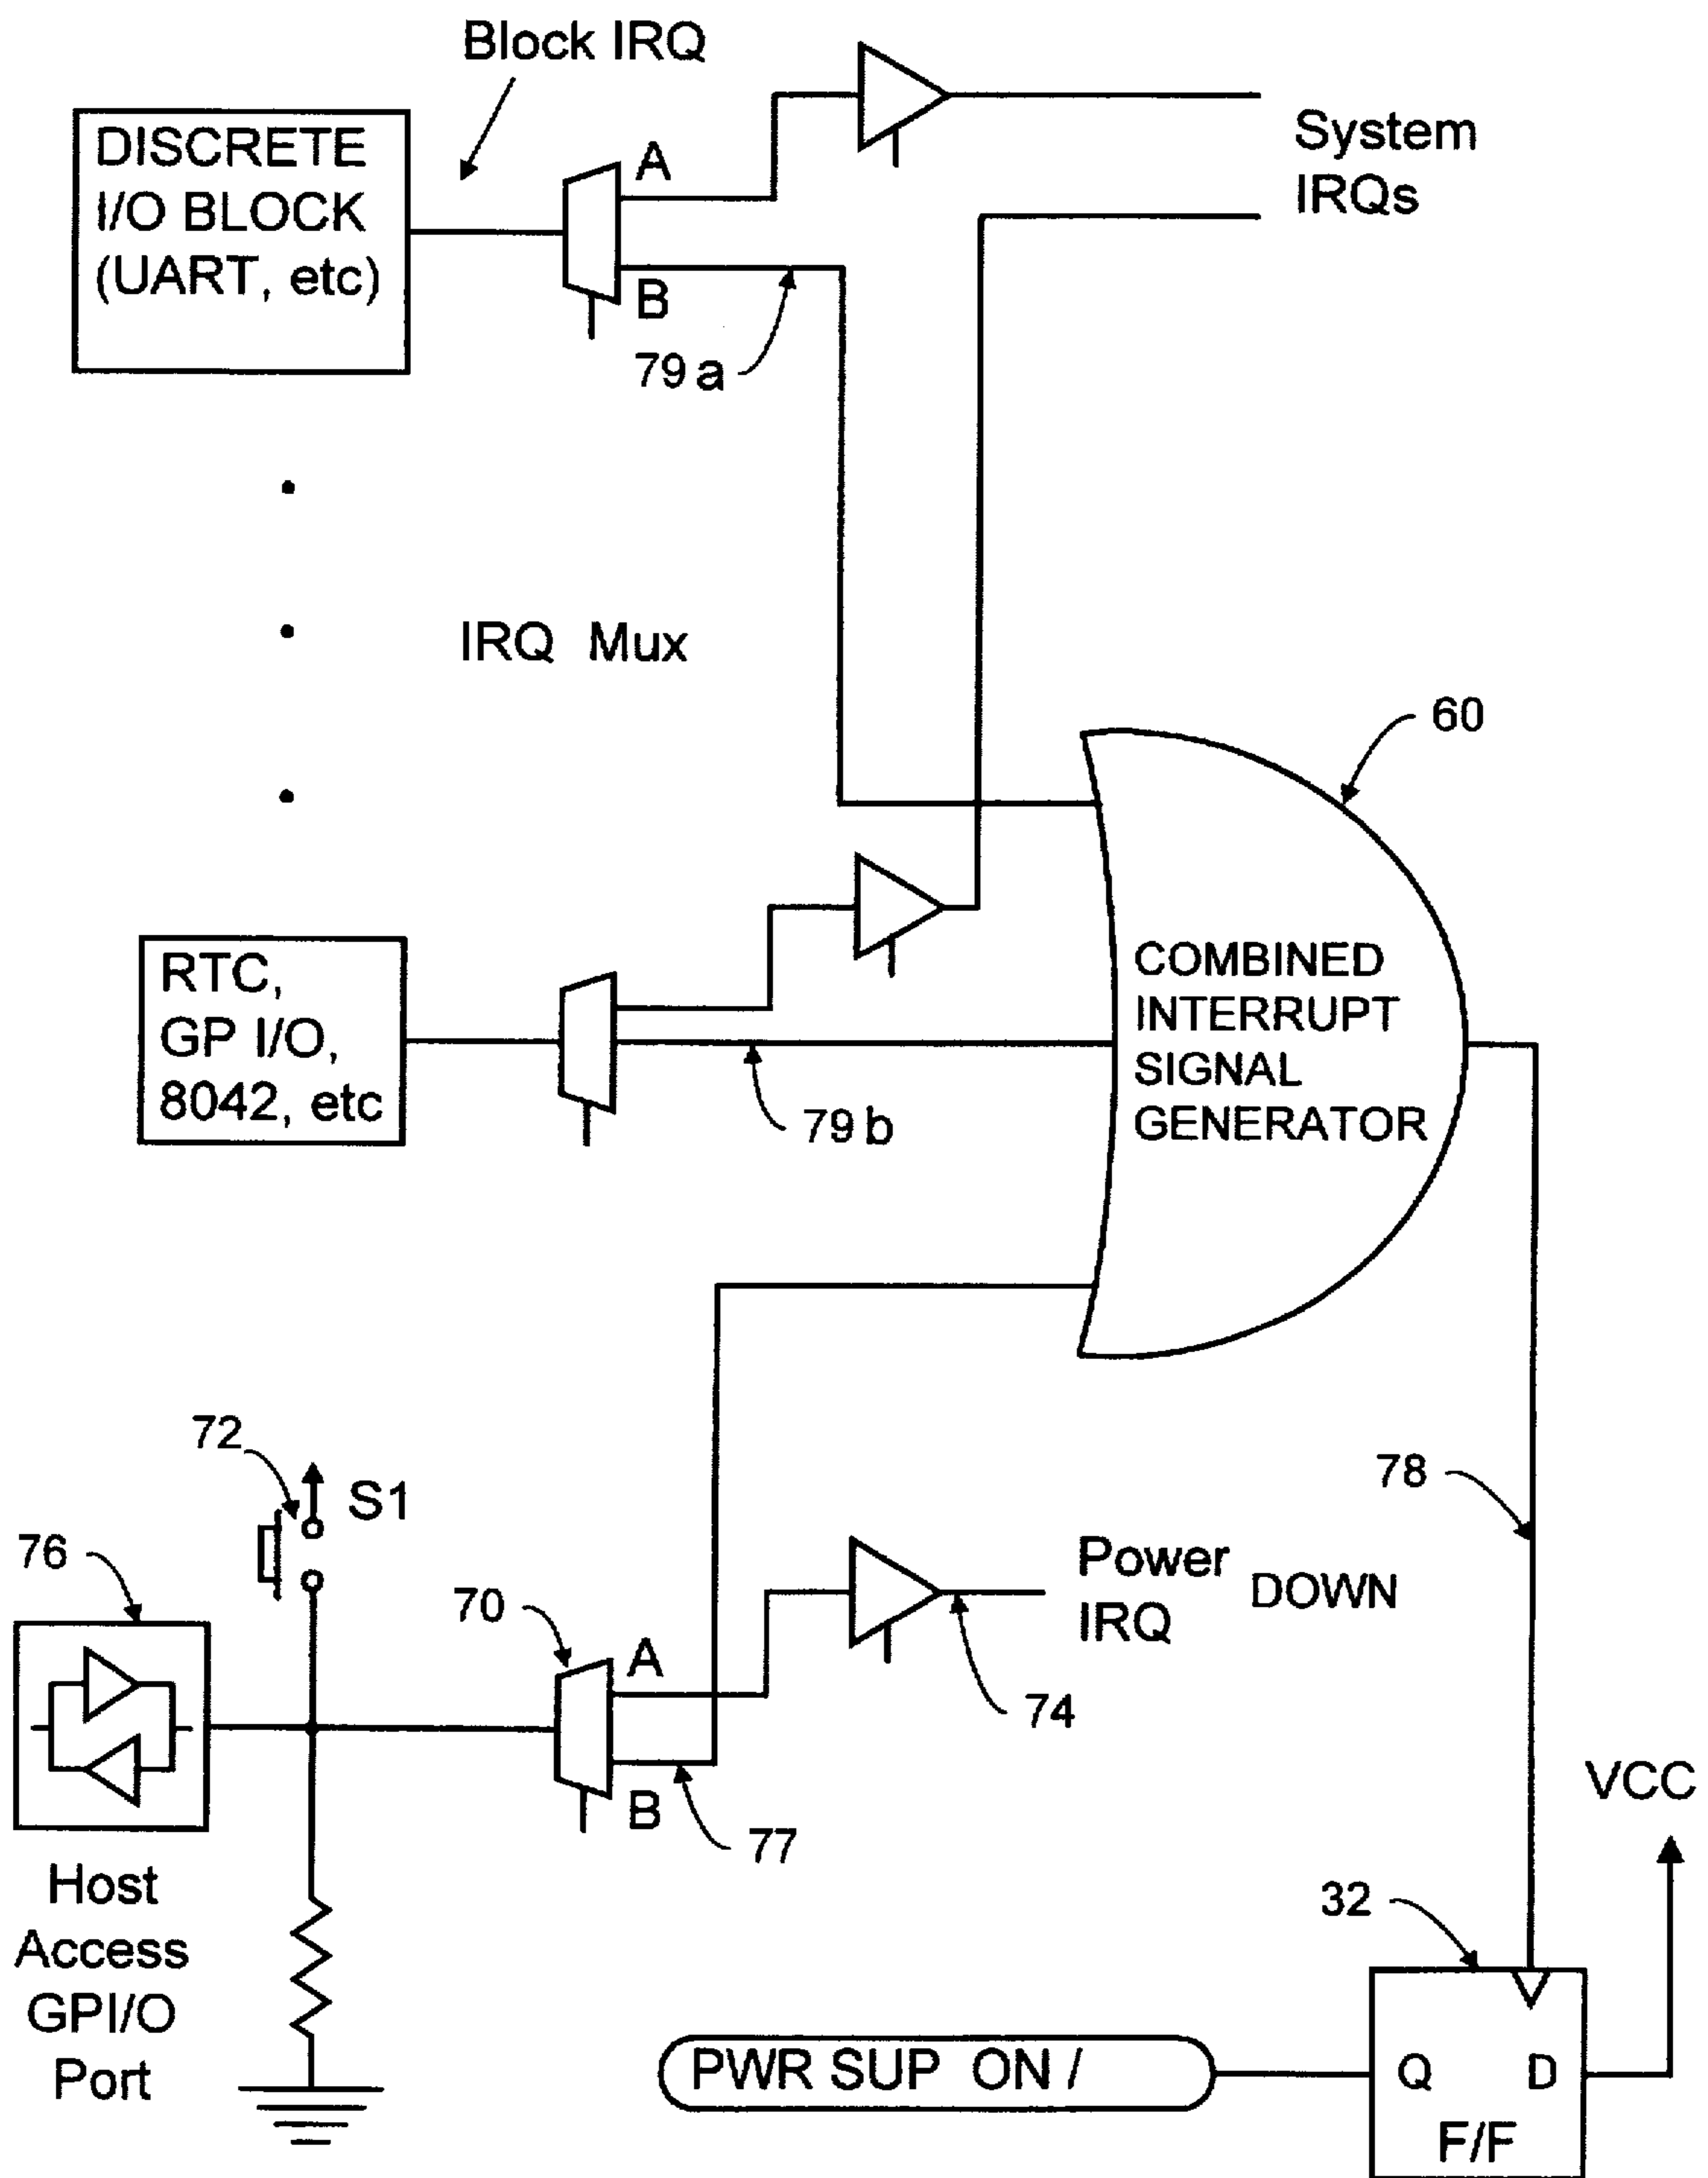 Block IRQ
DISCRETE
I/O BLOCK
(UART, etc)
A
B
79a
System
IRQs
IRQ Mux
60
RTC,
GP I/O,
8042, etc
79b
COMBINED
INTERRUPT
SIGNAL
GENERATOR
72
S1
76
70
A
B
77
Power
IRQ
DOWN
74
78
VCC
Host
Access
GPI/O
Port
32
PWR SUP ON /
Q
D
F/F